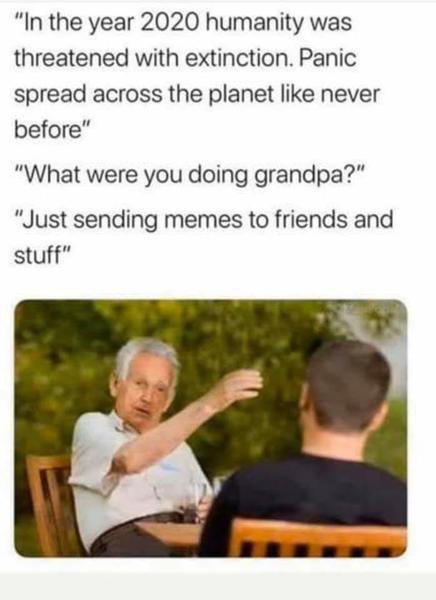 “In the year 2020 humanity was
threatened with extinction. Panic
spread across the planet like never
before”
“What were you doing grandpa?”
“Just sending memes to friends and
stuff”